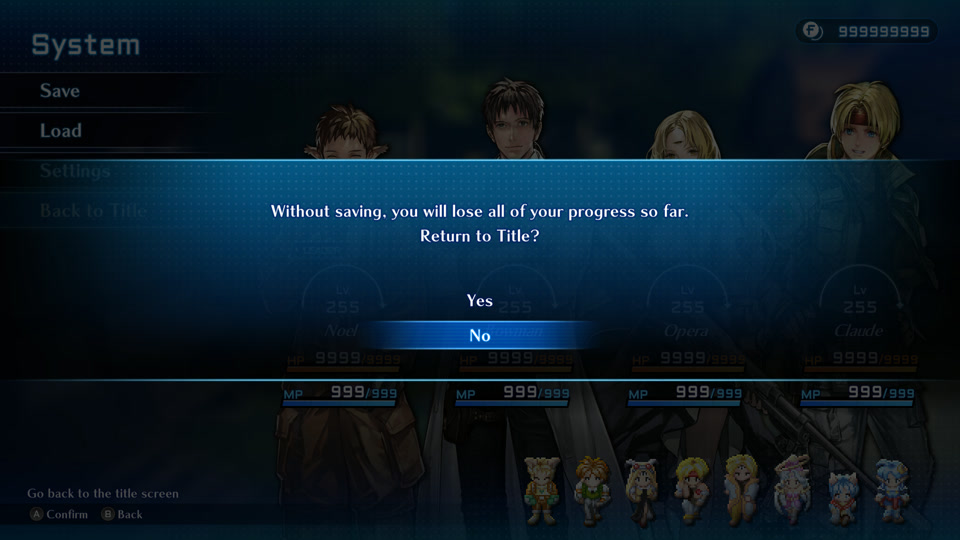 System
F 999999999
Save
Load
Settings
Back to Title
Without saving, you will lose all of your progress so far.
Return to Title?
Yes
No
Lv 255
Lv 255
Lv 255
Lv 255
Noel
Bowman
Opera
Claude
HP 9999/9999
HP 9999/9999
HP 9999/9999
HP 9999/9999
MP 999/999
MP 999/999
MP 999/999
MP 999/999
Go back to the title screen
A Confirm B Back